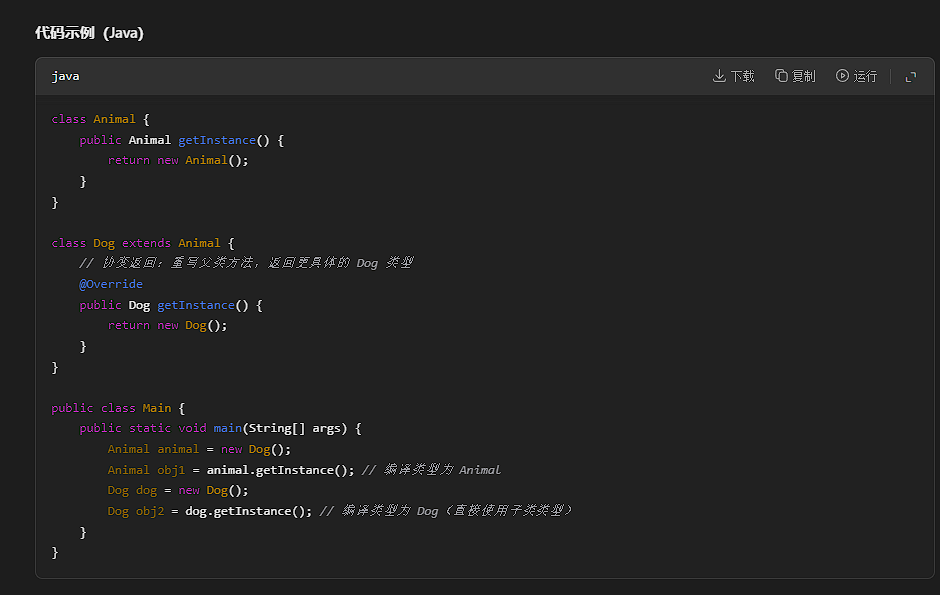 代码示例（Java）
java
下载 复制 运行
class Animal {
    public Animal getInstance() {
        return new Animal();
    }
}
class Dog extends Animal {
    // 协变返回：重写父类方法，返回更具体的 Dog 类型
    @Override
    public Dog getInstance() {
        return new Dog();
    }
}
public class Main {
    public static void main(String[] args) {
        Animal animal = new Dog();
        Animal obj1 = animal.getInstance(); // 编译类型为 Animal
        Dog dog = new Dog();
        Dog obj2 = dog.getInstance(); // 编译类型为 Dog（直接使用子类类型）
    }
}